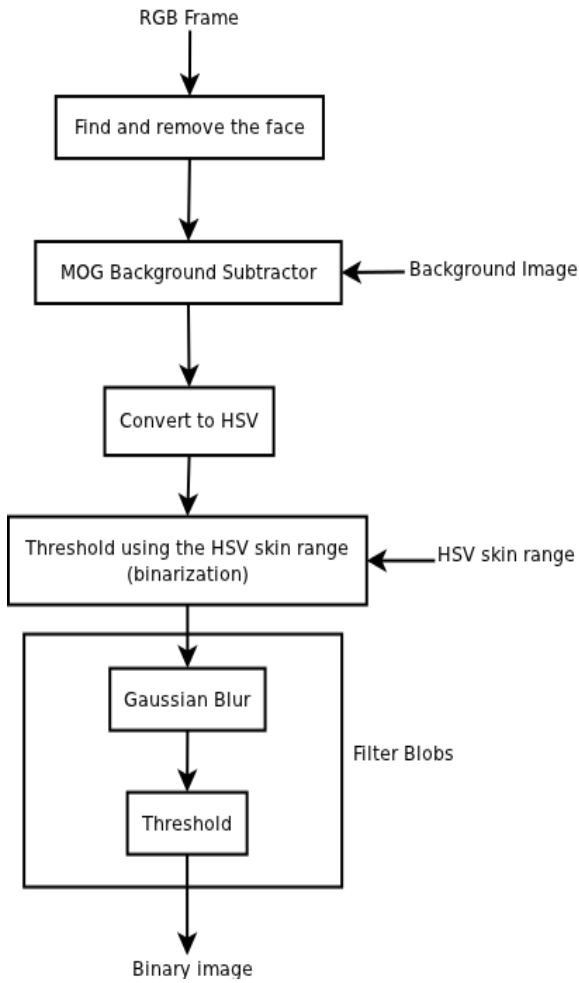 RGB Frame
Find and remove the face
MOG Background Subtractor
Background Image
Convert to HSV
Threshold using the HSV skin range
(binarization)
HSV skin range
Gaussian Blur
Filter Blobs
Threshold
Binary image